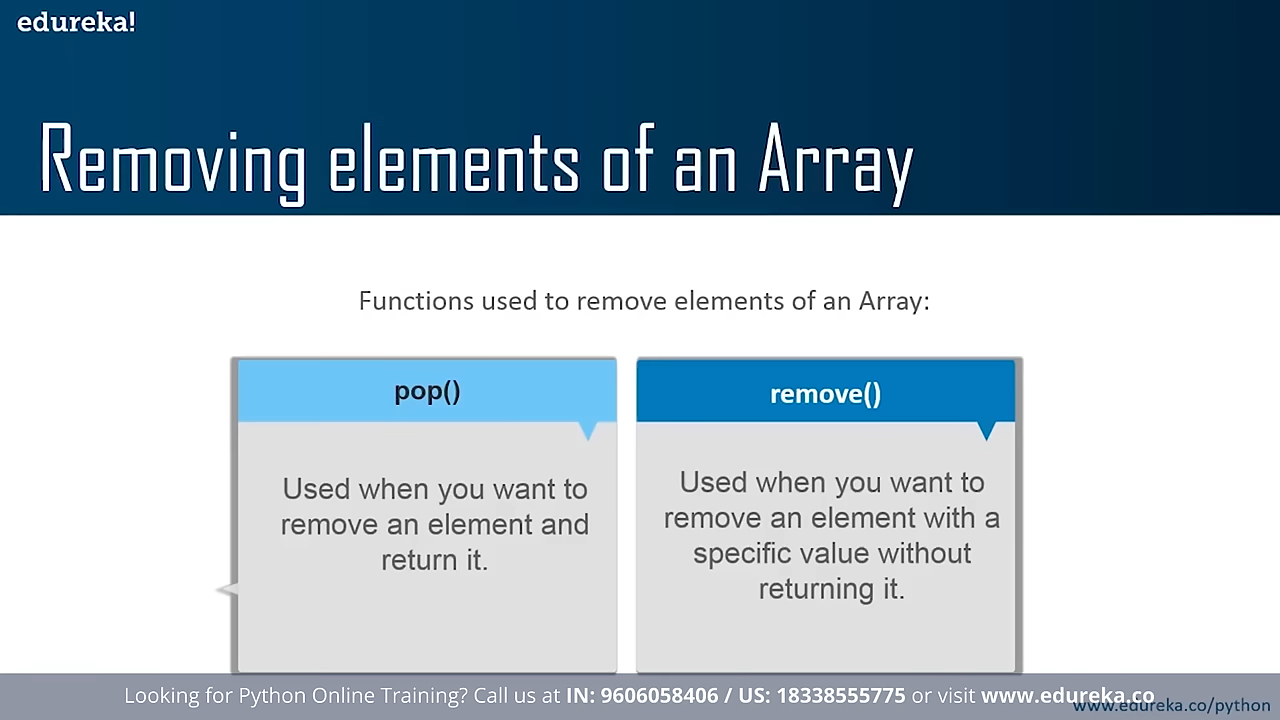 edureka!
Removing elements of an Array
Functions used to remove elements of an Array:
pop()
Used when you want to
remove an element and
return it.
remove()
Used when you want to
remove an element with a
specific value without
returning it.
Looking for Python Online Training? Call us at IN: 9606058406 / US: 18338555775 or visit www.edureka.co
www.edureka.co/python